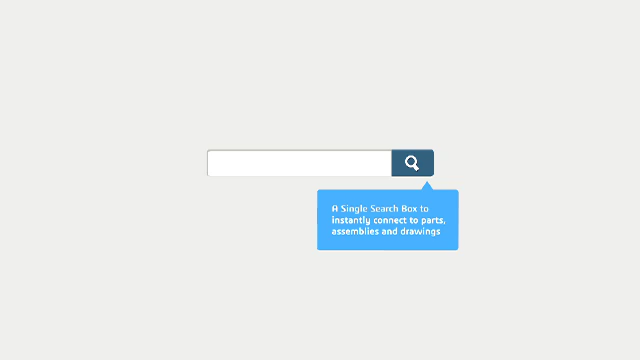 A Single Search Box to
instantly connect to parts,
assemblies and drawings